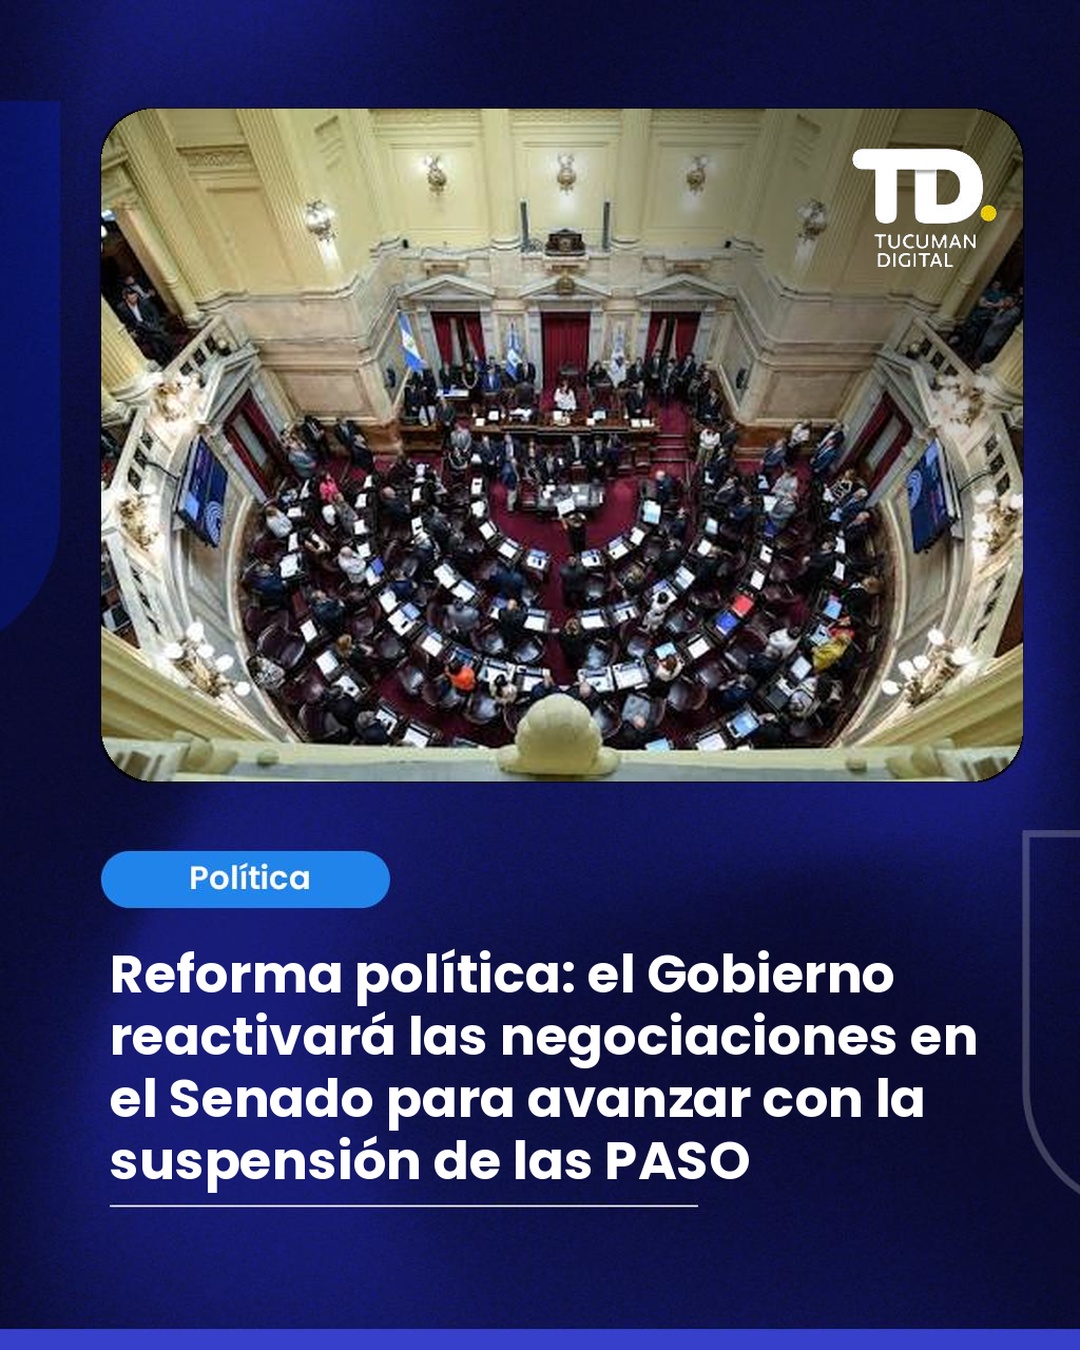 TD.
TUCUMAN
DIGITAL
Política
Reforma política: el Gobierno
reactivará las negociaciones en
el Senado para avanzar con la
suspensión de las PASO